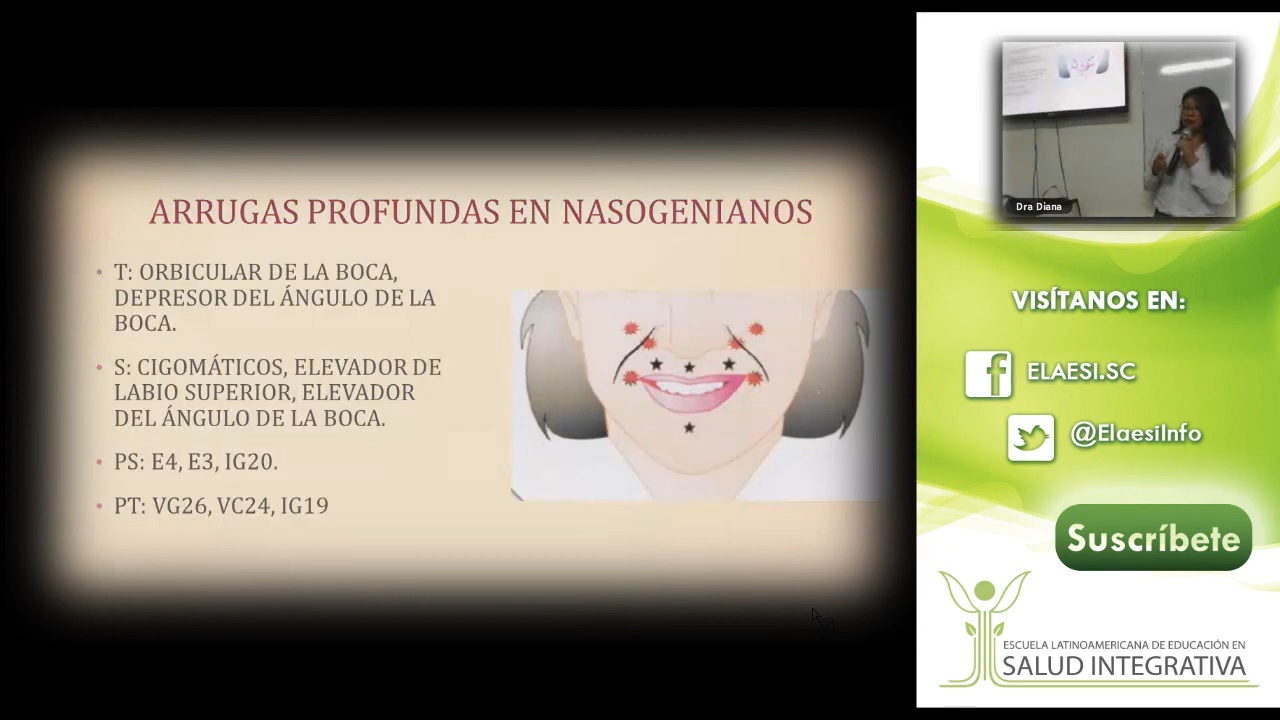 ARRUGAS PROFUNDAS EN NASOGENIANOS
• T: ORBICULAR DE LA BOCA,
DEPRESOR DEL ÁNGULO DE LA
BOCA.
• S: CIGOMÁTICOS, ELEVADOR DE
LABIO SUPERIOR, ELEVADOR
DEL ÁNGULO DE LA BOCA.
• PS: E4, E3, IG20.
• PT: VG26, VC24, IG19
Dra Diana
VISÍTANOS EN:
ELAESI.SC
@ElaesiInfo
Suscríbete
ESCUELA LATINOAMERICANA DE EDUCACIÓN EN
SALUD INTEGRATIVA